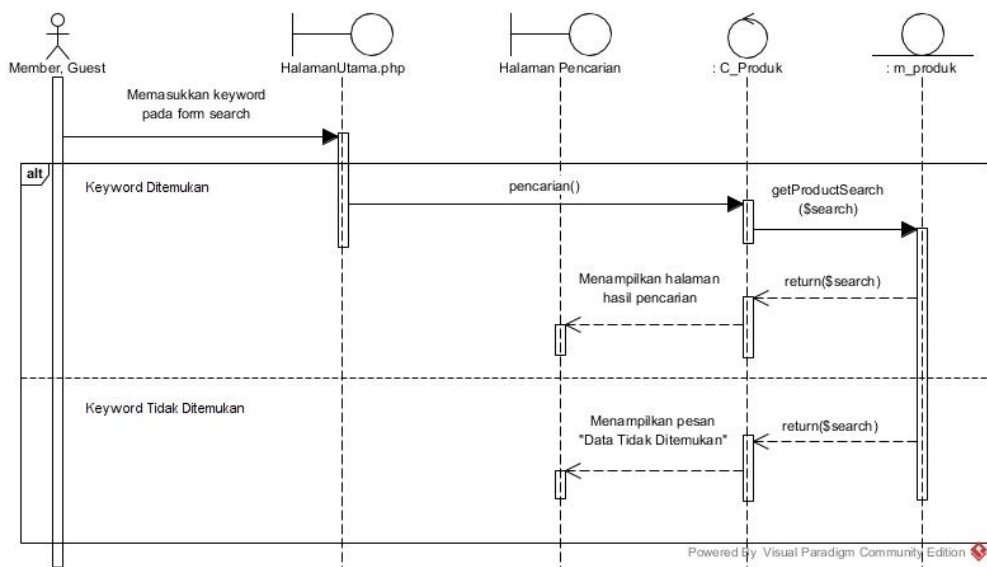 Member, Guest
HalamanUtama.php
Halaman Pencarian
: C_Produk
: m_produk
Memasukkan keyword
pada form search
alt
Keyword Ditemukan
pencarian()
getProductSearch
($search)
Menampilkan halaman
hasil pencarian
return($search)
Keyword Tidak Ditemukan
Menampilkan pesan
"Data Tidak Ditemukan"
return($search)
Powered By Visual Paradigm Community Edition